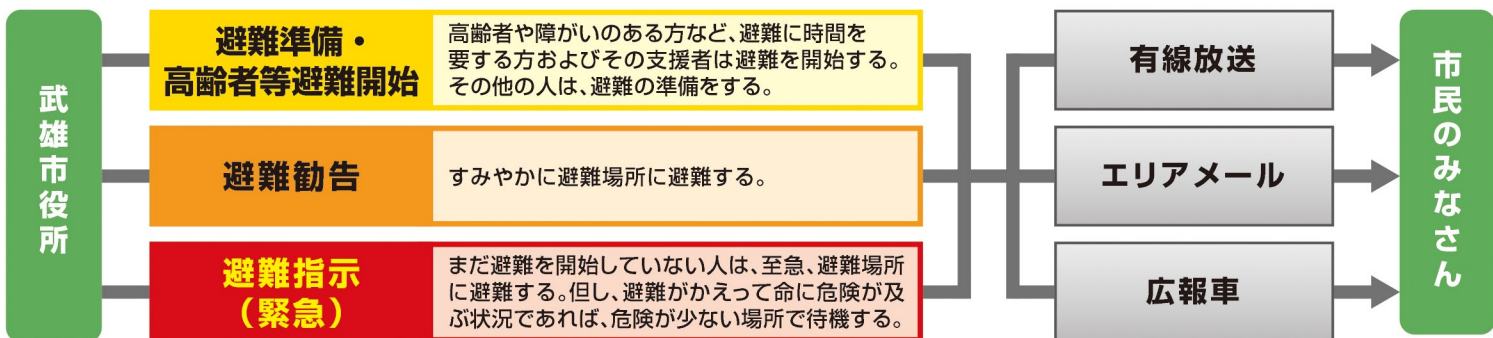 武雄市役所
避難準備・
高齢者等避難開始
高齢者や障がいのある方など、避難に時間を
要する方およびその支援者は避難を開始する。
その他の人は、避難の準備をする。
避難勧告
すみやかに避難場所に避難する。
避難指示
（緊急）
まだ避難を開始していない人は、至急、避難場所
に避難する。但し、避難がかえって命に危険が及
ぶ状況であれば、危険が少ない場所で待機する。
有線放送
エリアメール
広報車
市民のみなさん